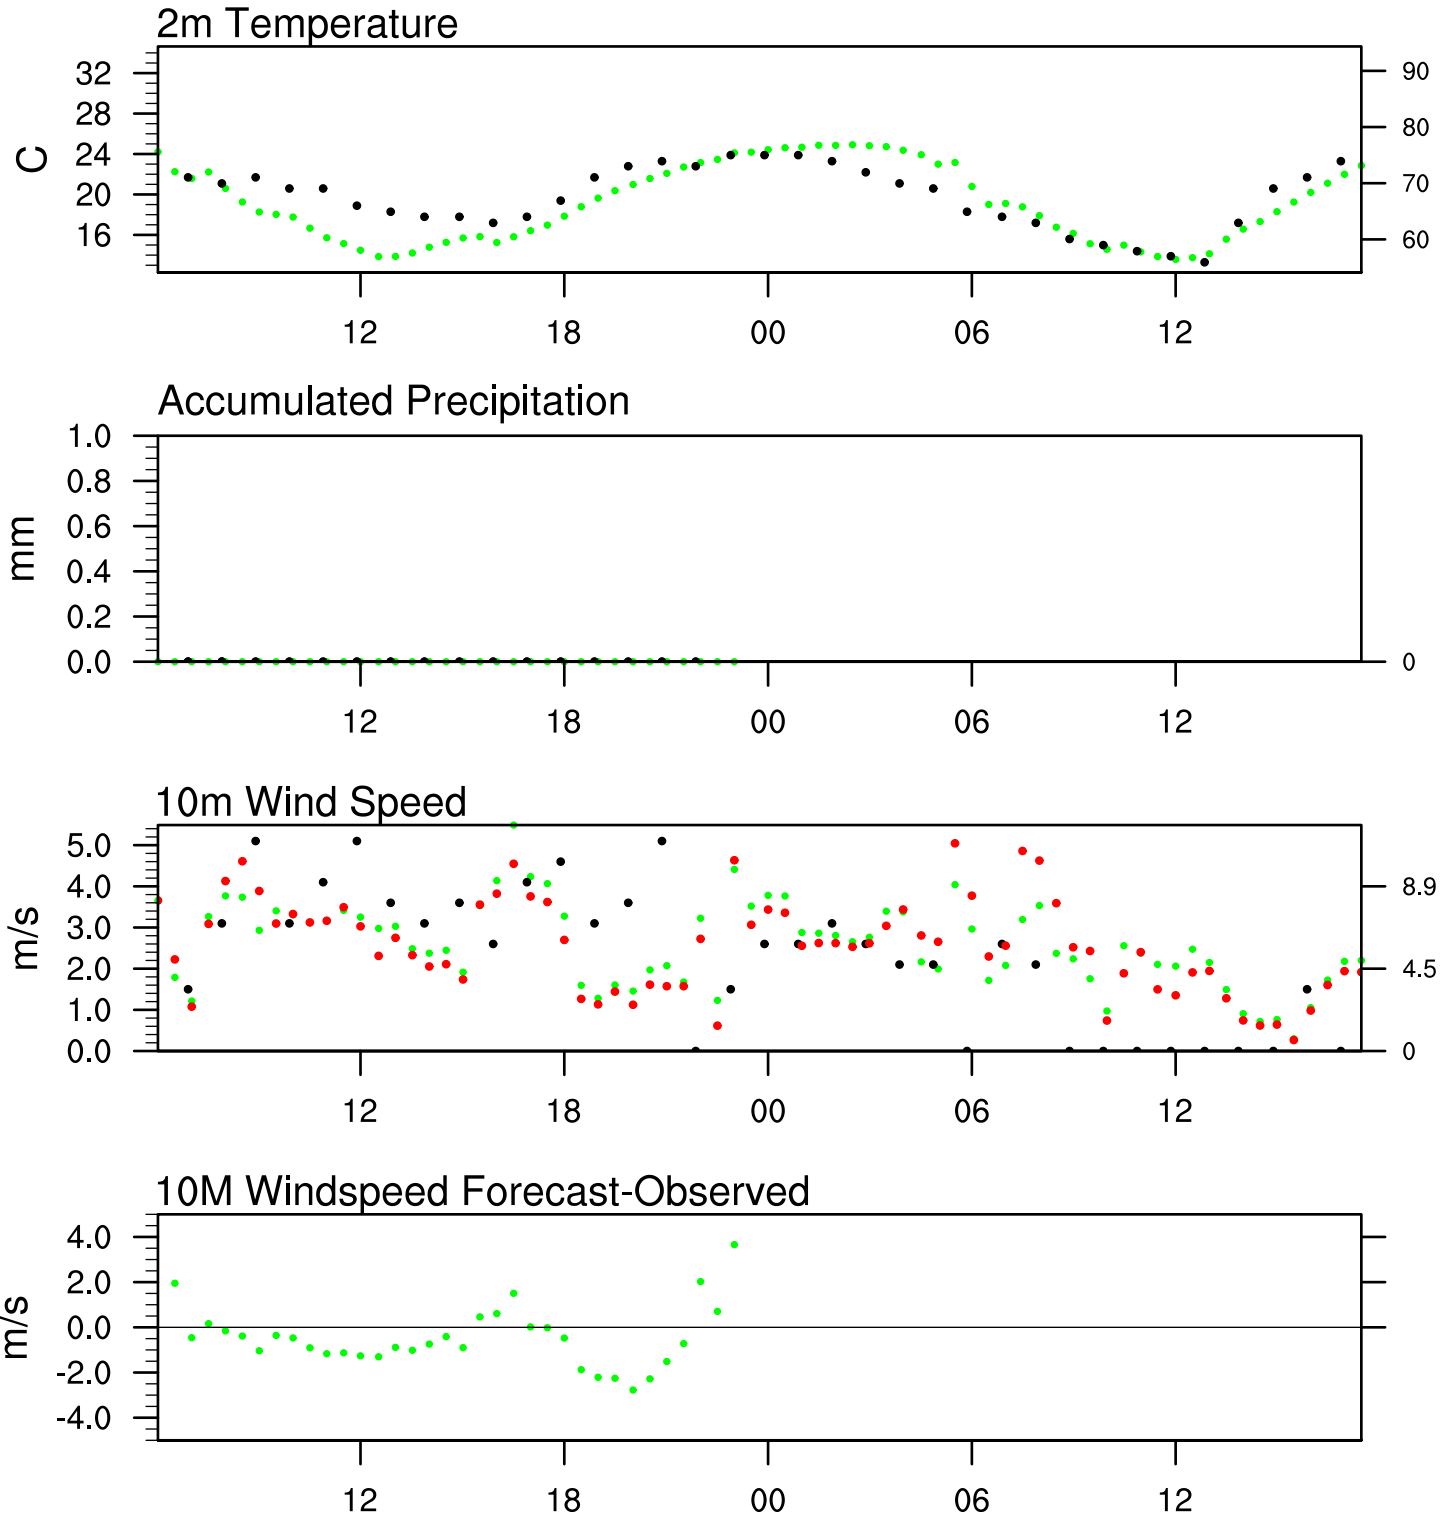 2m Temperature
32
28
24
20
16
C
90
80
70
60
12 18 00 06 12
Accumulated Precipitation
1.0
0.8
0.6
0.4
0.2
0.0
mm
0
12 18 00 06 12
10m Wind Speed
5.0
4.0
3.0
2.0
1.0
0.0
m/s
8.9
4.5
0
12 18 00 06 12
10M Windspeed Forecast-Observed
4.0
2.0
0.0
-2.0
-4.0
m/s
12 18 00 06 12